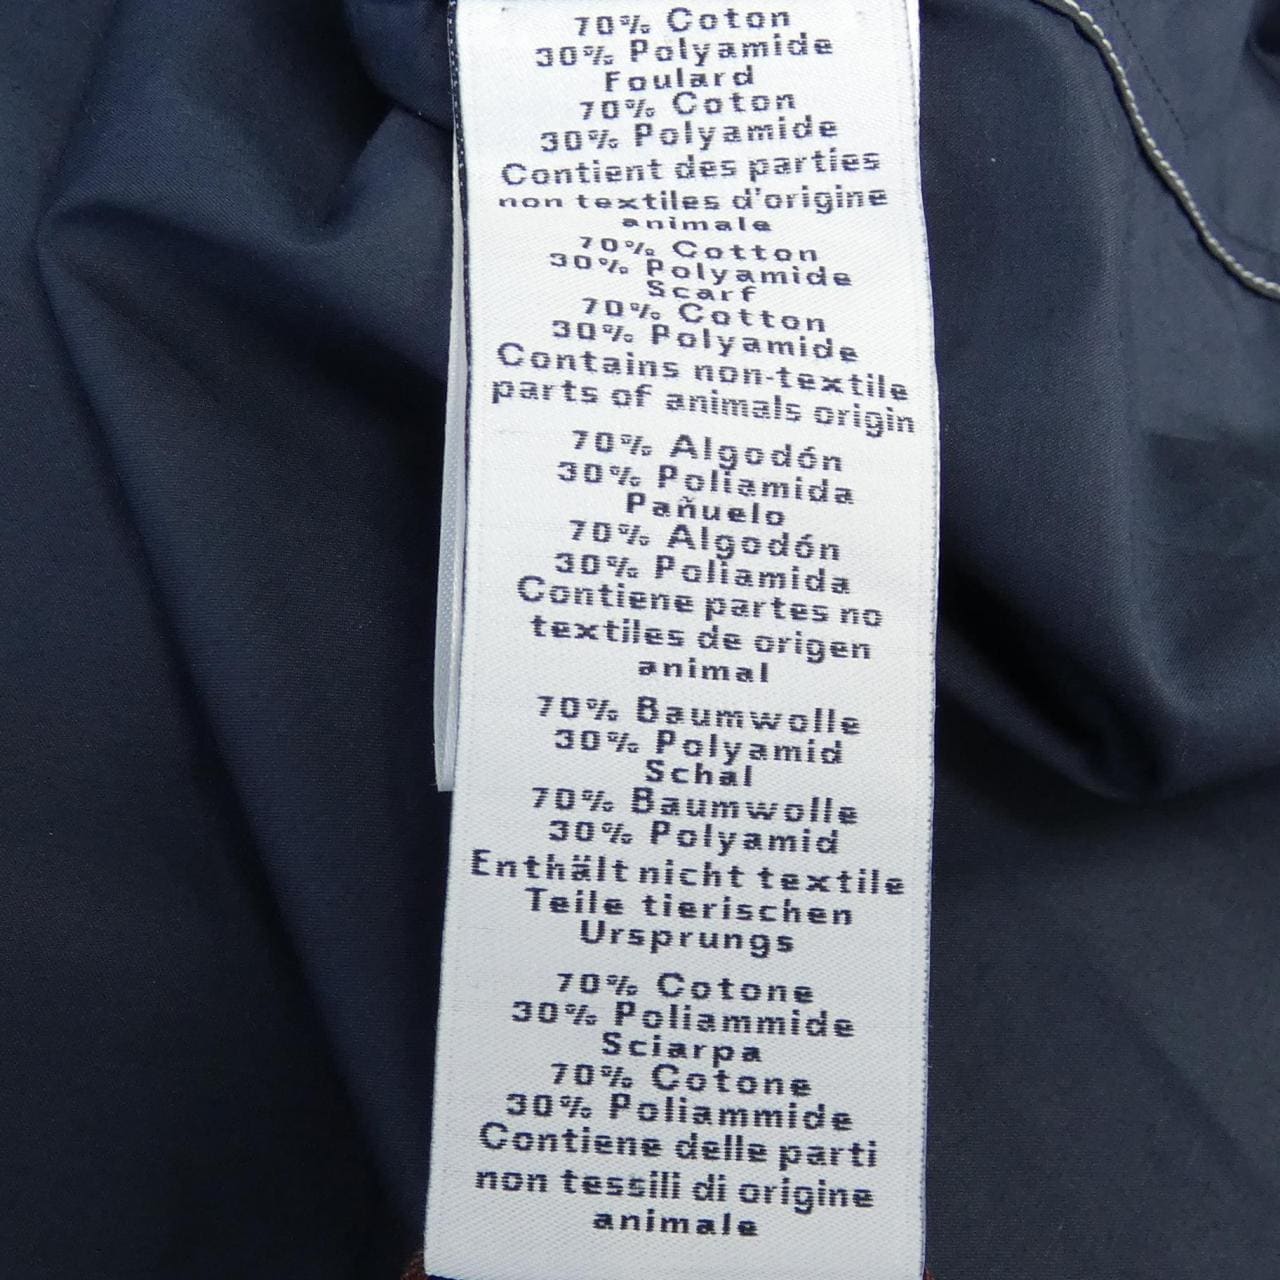 70% Coton
30% Polyamide
Foulard
70% Coton
30% Polyamide
Contient des parties
non textiles d'origine
animale
70% Cotton
30% Polyamide
Scarf
70% Cotton
30% Polyamide
Contains non-textile
parts of animals origin
70% Algodón
30% Poliamida
Pañuelo
70% Algodón
30% Poliamida
Contiene partes no
textiles de origen
animal
70% Baumwolle
30% Polyamid
Schal
70% Baumwolle
30% Polyamid
Enthält nicht textile
Teile tierischen
Ursprungs
70% Cotone
30% Poliammide
Sciarpa
70% Cotone
30% Poliammide
Contiene delle parti
non tessili di origine
animale